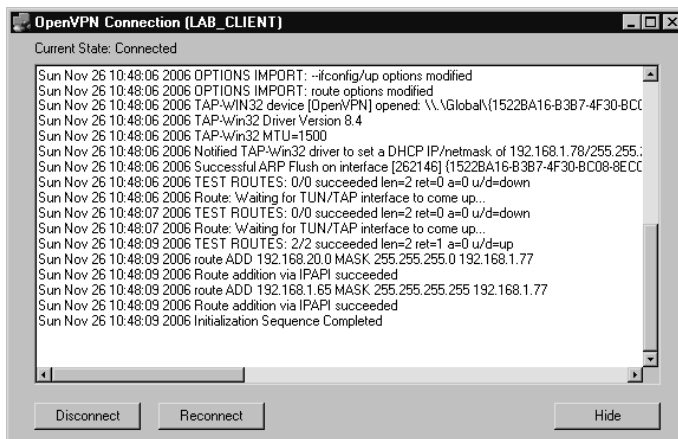 OpenVPN Connection (LAB_CLIENT)
Current State: Connected
Sun Nov 26 10:48:06 2006 OPTIONS IMPORT: --ifconfig/up options modified
Sun Nov 26 10:48:06 2006 OPTIONS IMPORT: route options modified
Sun Nov 26 10:48:06 2006 TAP-WIN32 device [OpenVPN] opened: \\.\Global\{1522BA16-B3B7-4F30-BC0
Sun Nov 26 10:48:06 2006 TAP-Win32 Driver Version 8.4
Sun Nov 26 10:48:06 2006 TAP-Win32 MTU=1500
Sun Nov 26 10:48:06 2006 Notified TAP-Win32 driver to set a DHCP IP/netmask of 192.168.1.78/255.255.
Sun Nov 26 10:48:06 2006 Successful ARP Flush on interface [262146] {1522BA16-B3B7-4F30-BC08-8EC
Sun Nov 26 10:48:06 2006 TEST ROUTES: 0/0 succeeded len=2 ret=0 a=0 u/d=down
Sun Nov 26 10:48:06 2006 Route: Waiting for TUN/TAP interface to come up...
Sun Nov 26 10:48:07 2006 TEST ROUTES: 0/0 succeeded len=2 ret=0 a=0 u/d=down
Sun Nov 26 10:48:07 2006 Route: Waiting for TUN/TAP interface to come up...
Sun Nov 26 10:48:09 2006 TEST ROUTES: 2/2 succeeded len=2 ret=1 a=0 u/d=up
Sun Nov 26 10:48:09 2006 route ADD 192.168.20.0 MASK 255.255.255.0 192.168.1.77
Sun Nov 26 10:48:09 2006 Route addition via IPAPI succeeded
Sun Nov 26 10:48:09 2006 route ADD 192.168.1.65 MASK 255.255.255.255 192.168.1.77
Sun Nov 26 10:48:09 2006 Route addition via IPAPI succeeded
Sun Nov 26 10:48:09 2006 Initialization Sequence Completed
Disconnect
Reconnect
Hide